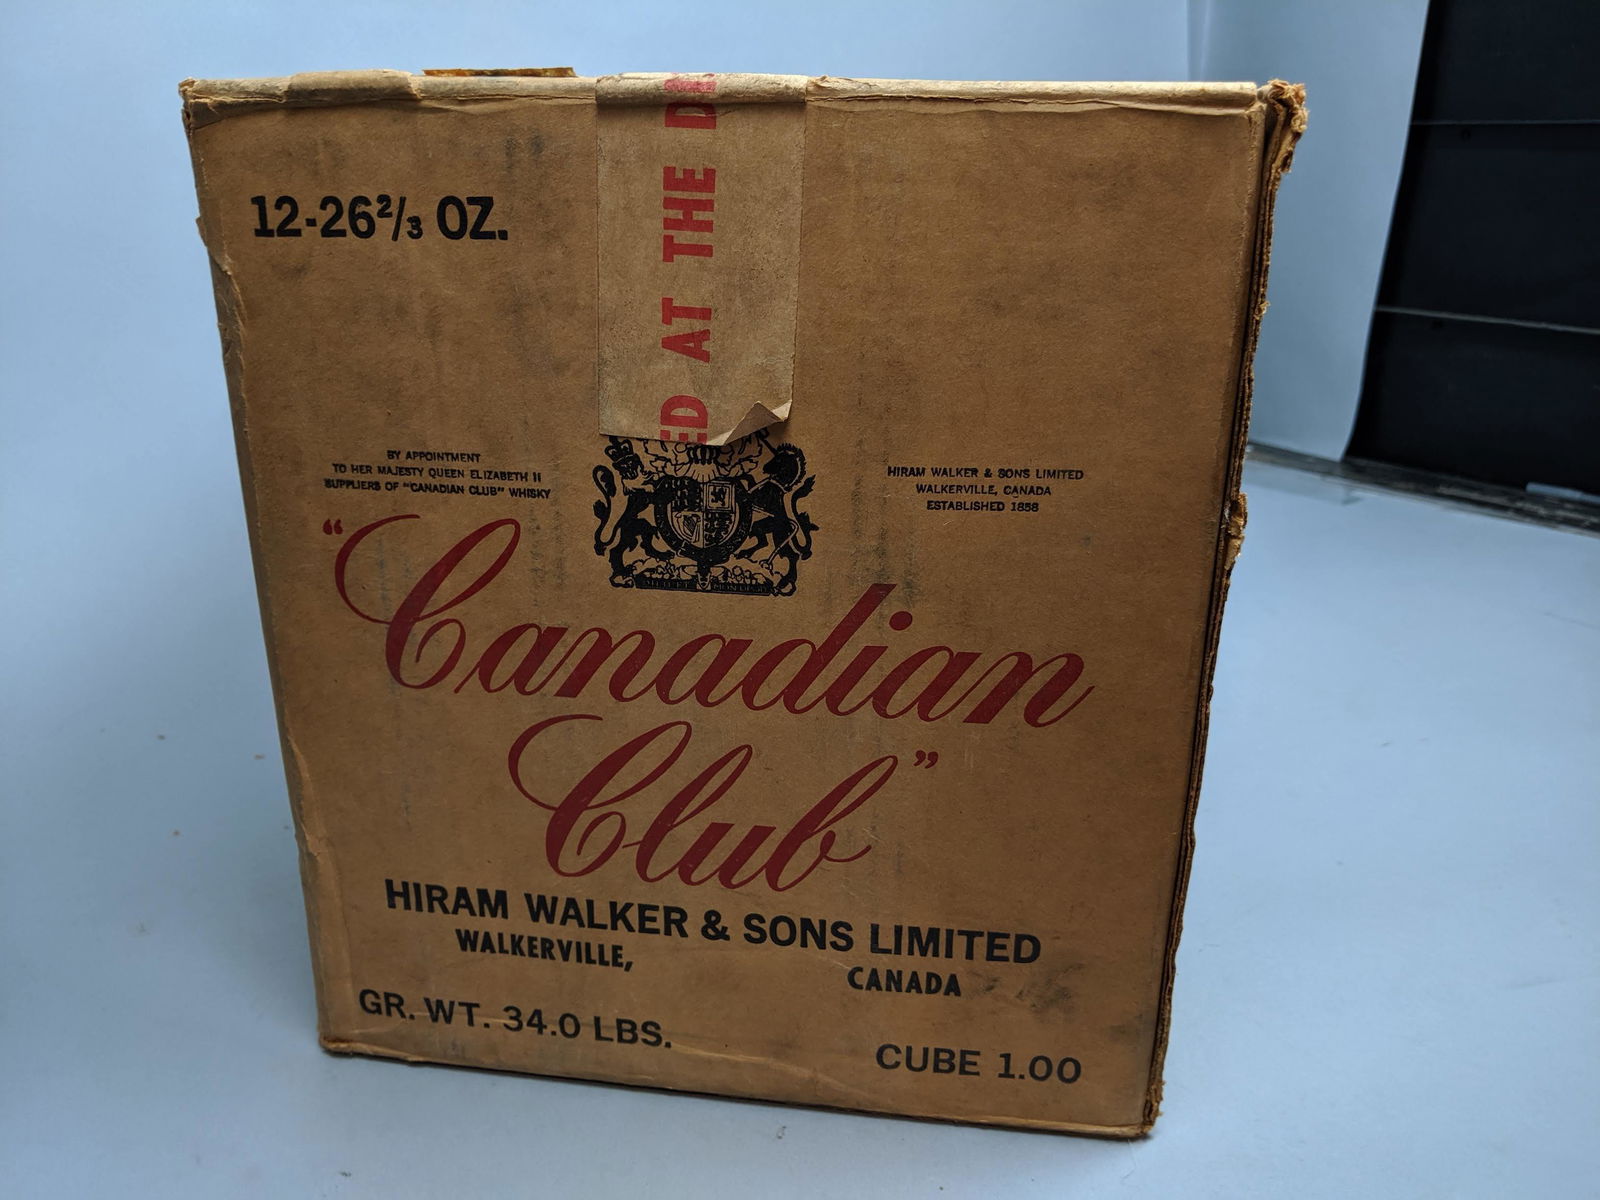 12-26⅔ OZ.
ED AT THE
BY APPOINTMENT
TO HER MAJESTY QUEEN ELIZABETH II
SUPPLIERS OF "CANADIAN CLUB" WHISKY
HIRAM WALKER & SONS LIMITED
WALKERVILLE, CANADA
ESTABLISHED 1858
"Canadian
Club"
HIRAM WALKER & SONS LIMITED
WALKERVILLE,
CANADA
GR. WT. 34.0 LBS.
CUBE 1.00